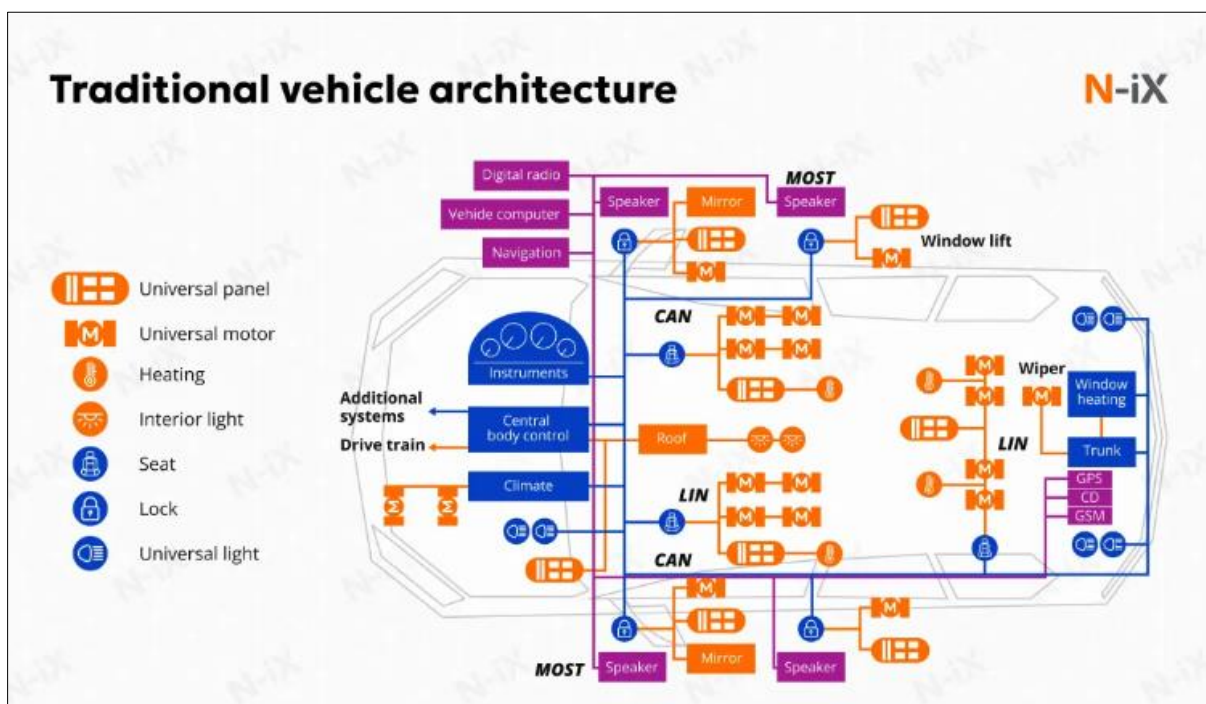 Traditional vehicle architecture
N-iX
Digital radio
MOST
Speaker
Mirror
Speaker
Vehide computer
Navigation
Window lift
Universal panel
Universal motor
Heating
Interior light
Seat
Lock
Universal light
CAN
Instruments
Additional
systems
Central
body control
Drive train
Roof
Climate
Wiper
Window
heating
LIN
Trunk
GPS
CD
GSM
LIN
CAN
MOST
Speaker
Mirror
Speaker